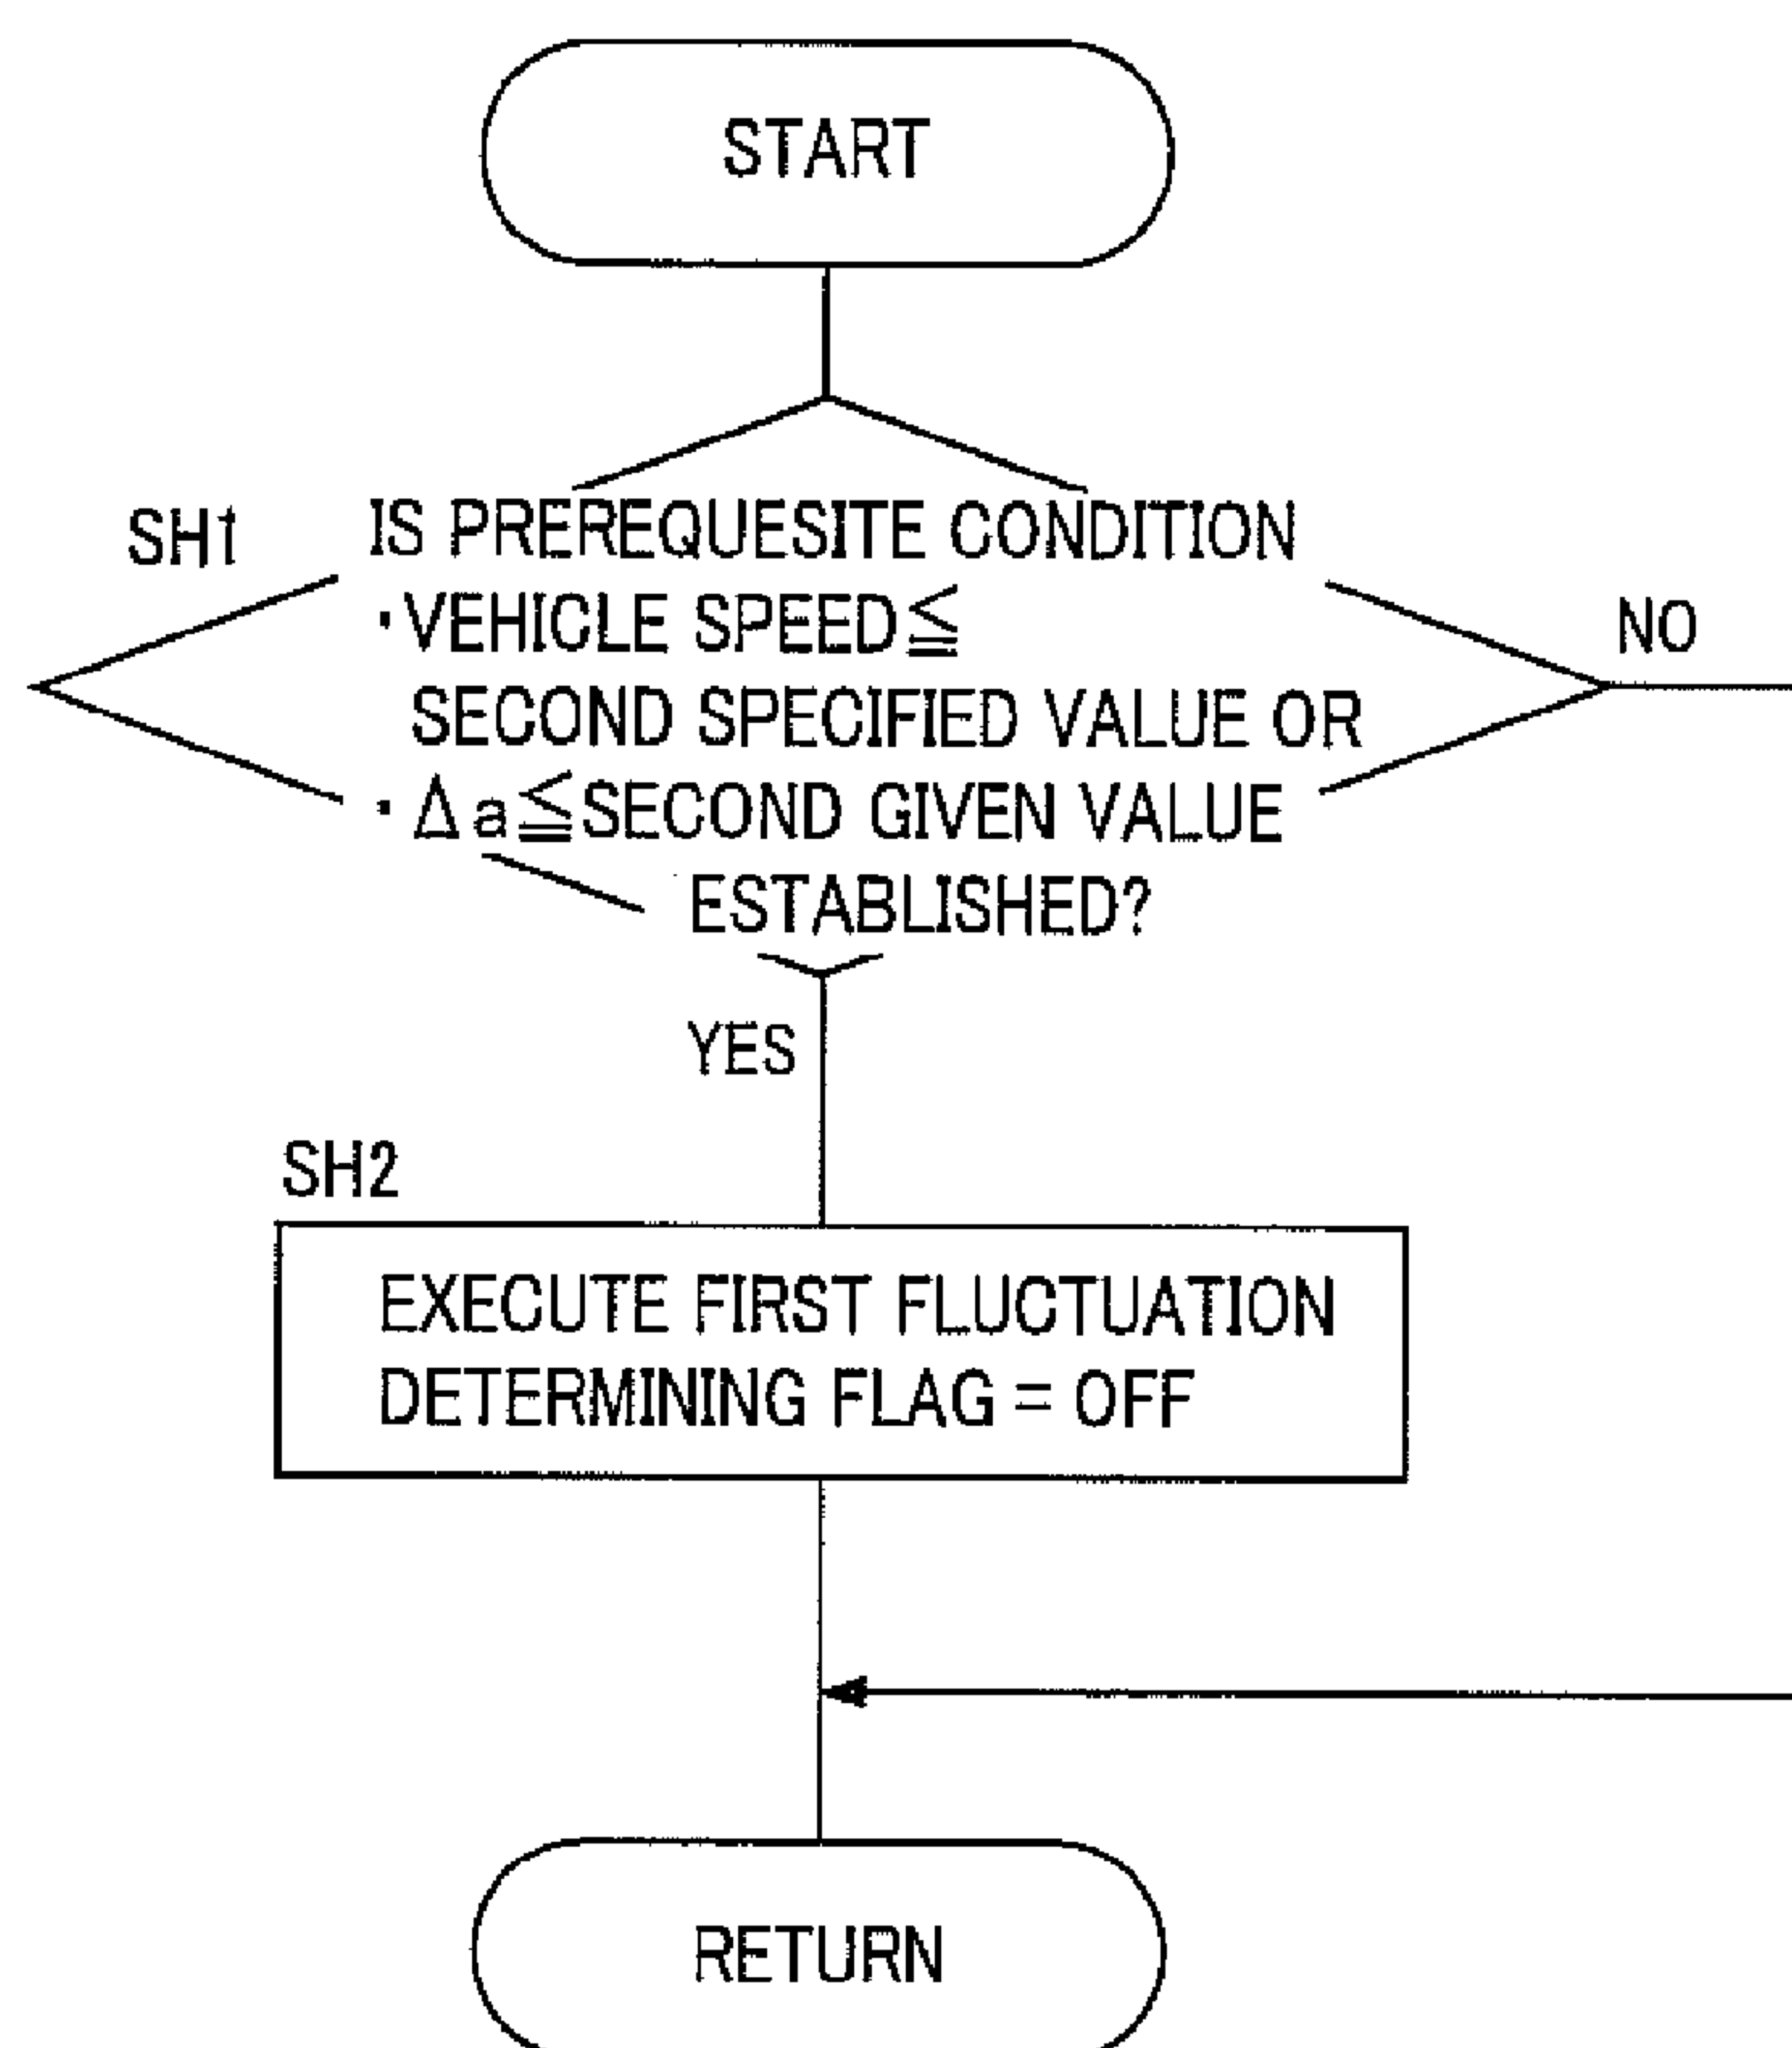 START
SH1
IS PREREQUESITE CONDITION
・VEHICLE SPEED≦
SECOND SPECIFIED VALUE OR
・Δa≦SECOND GIVEN VALUE
ESTABLISHED?
NO
YES
SH2
EXECUTE FIRST FLUCTUATION
DETERMINING FLAG = OFF
RETURN